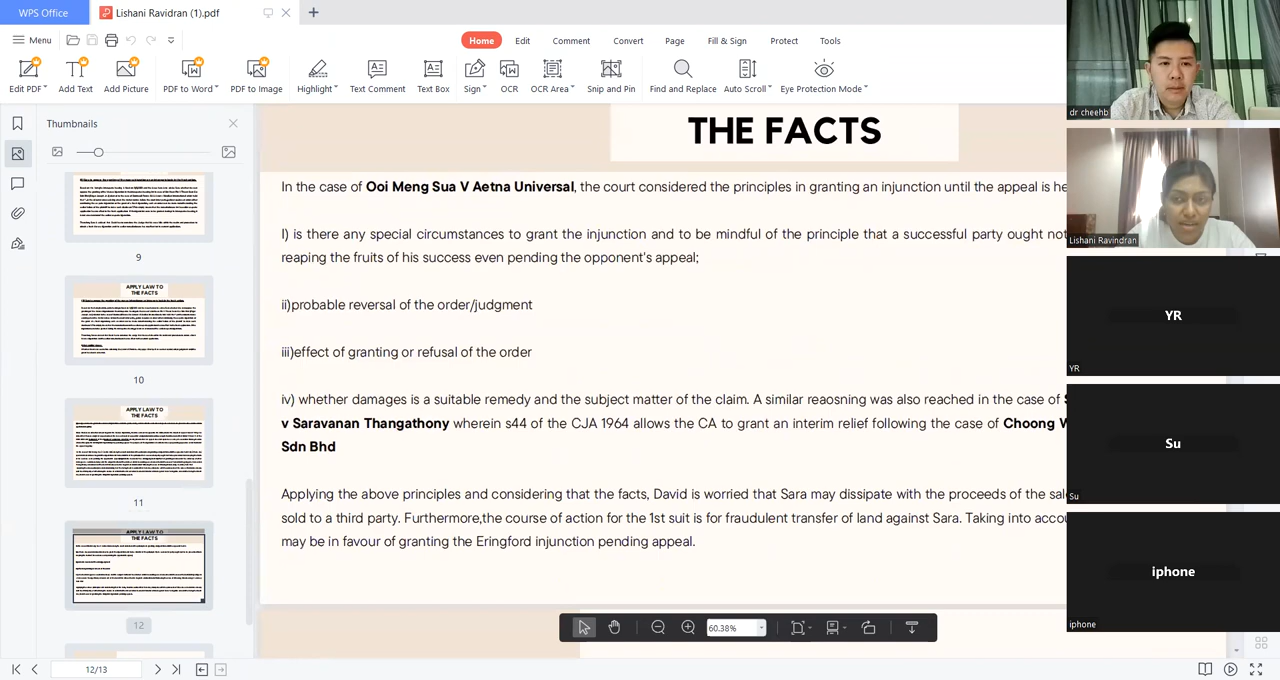 WPS Office
Lishani Ravidran (1).pdf
Menu
Home
Edit
Comment
Convert
Page
Fill & Sign
Protect
Tools
Edit PDF
Add Text
Add Picture
PDF to Word
PDF to Image
Highlight
Text Comment
Text Box
Sign
OCR
OCR Area
Snip and Pin
Find and Replace
Auto Scroll
Eye Protection Mode
Thumbnails
9
APPLY LAW TO
THE FACTS
10
APPLY LAW TO
THE FACTS
11
APPLY LAW TO
THE FACTS
12
THE FACTS
In the case of Ooi Meng Sua V Aetna Universal, the court considered the principles in granting an injunction until the appeal is he
I) is there any special circumstances to grant the injunction and to be mindful of the principle that a successful party ought not
reaping the fruits of his success even pending the opponent's appeal;
ii)probable reversal of the order/judgment
iii)effect of granting or refusal of the order
iv) whether damages is a suitable remedy and the subject matter of the claim. A similar reaosning was also reached in the case of
v Saravanan Thangathony wherein s44 of the CJA 1964 allows the CA to grant an interim relief following the case of Choong W
Sdn Bhd
Applying the above principles and considering that the facts, David is worried that Sara may dissipate with the proceeds of the sal
sold to a third party. Furthermore,the course of action for the 1st suit is for fraudulent transfer of land against Sara. Taking into accou
may be in favour of granting the Eringford injunction pending appeal.
60.38%
12/13
dr cheehb
Lishani Ravindran
YR
YR
Su
Su
iphone
iphone